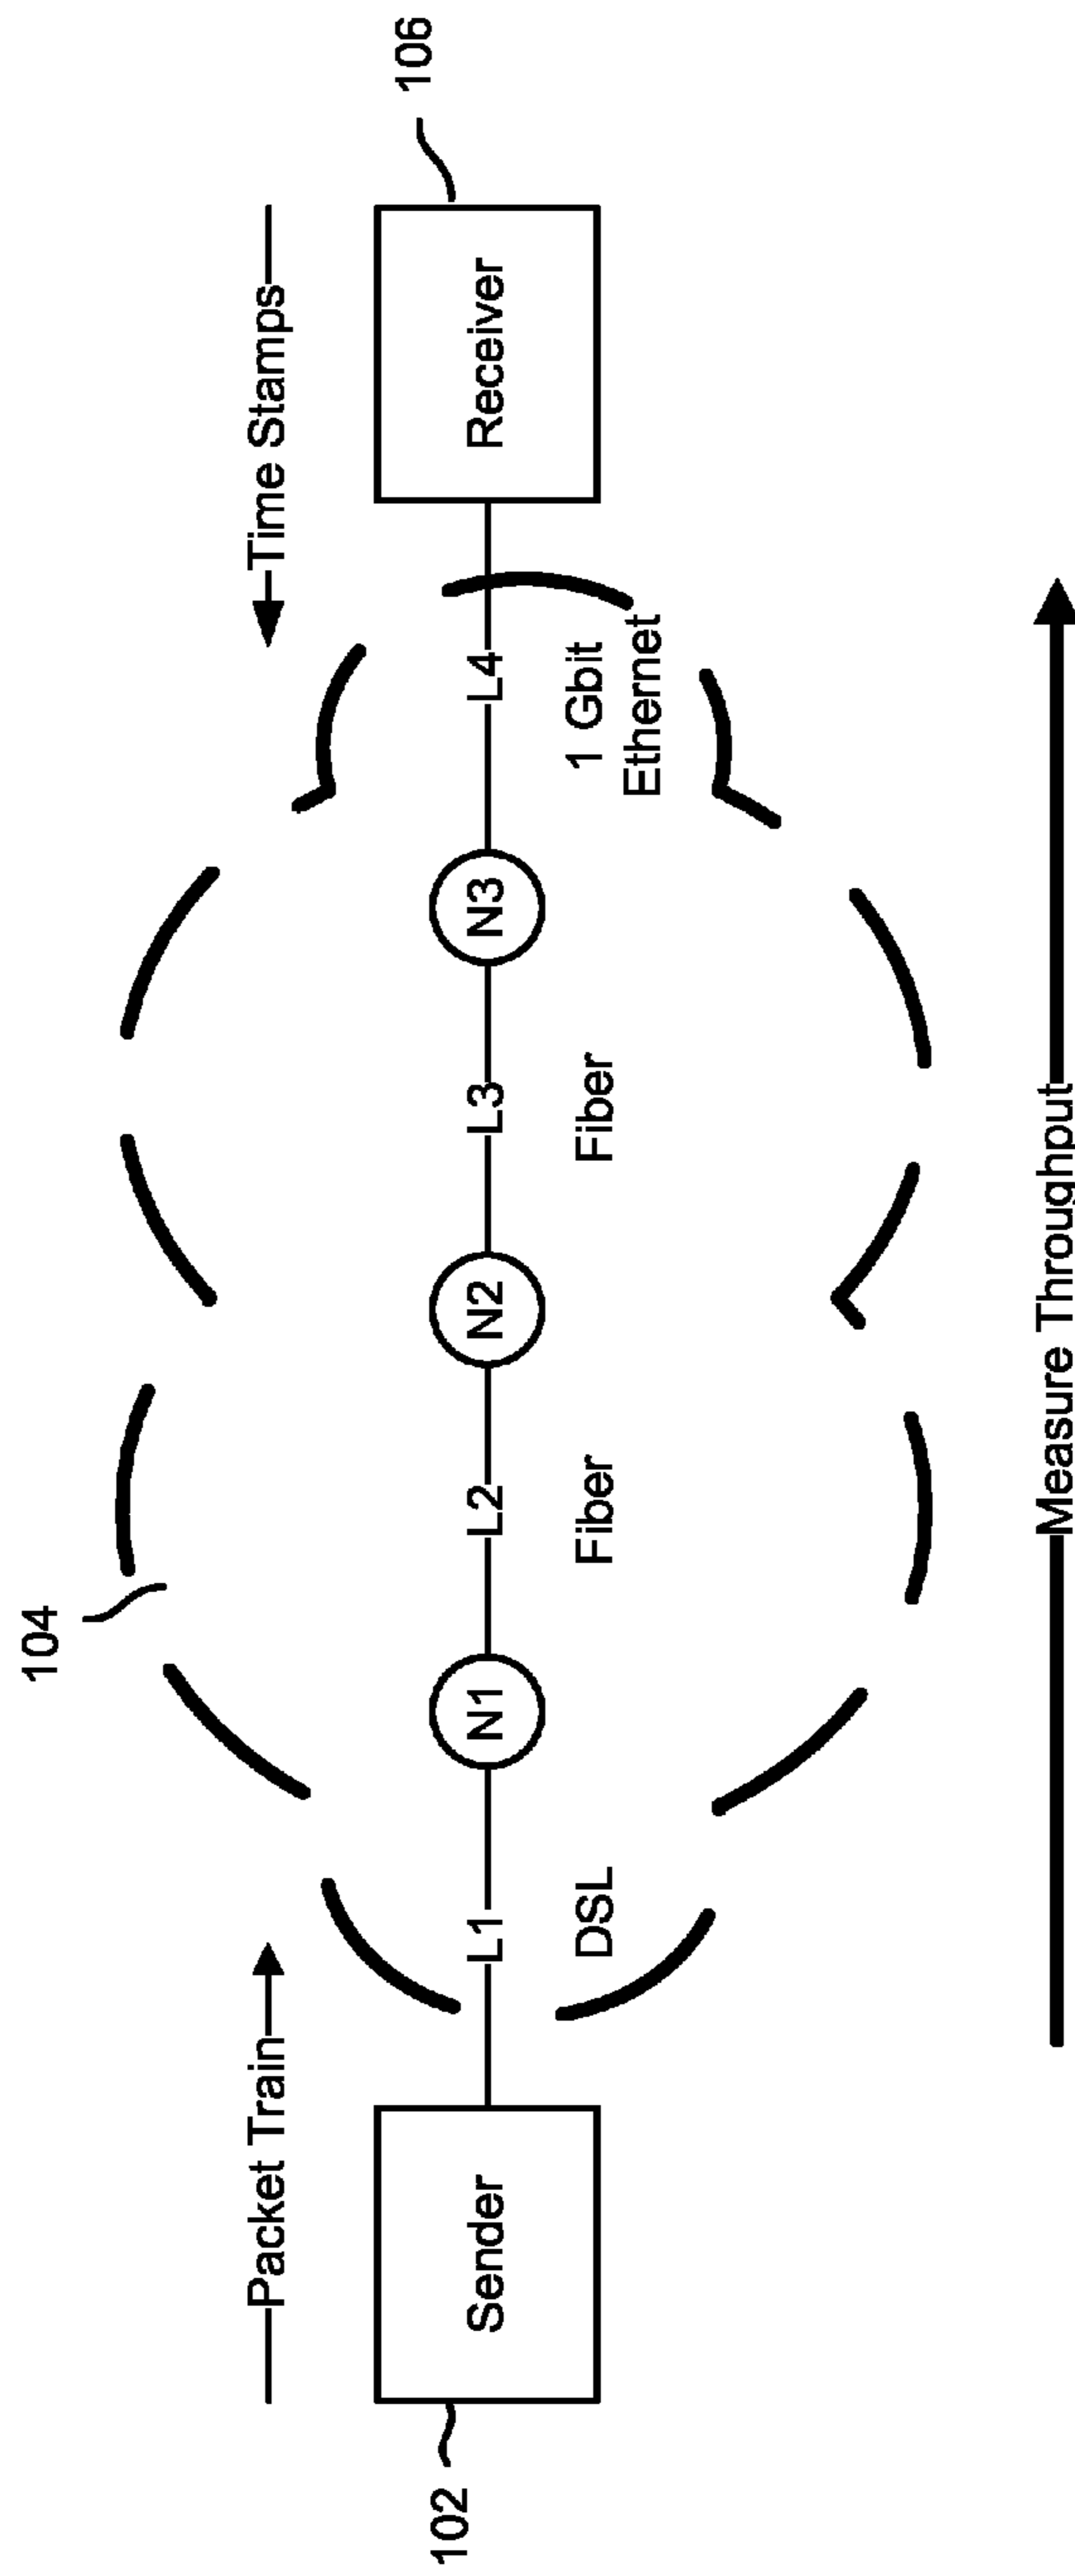 104
Packet Train
Time Stamps
102
106
Sender
L1
N1
L2
N2
L3
N3
L4
Receiver
DSL
Fiber
Fiber
1 Gbit
Ethernet
Measure Throughput